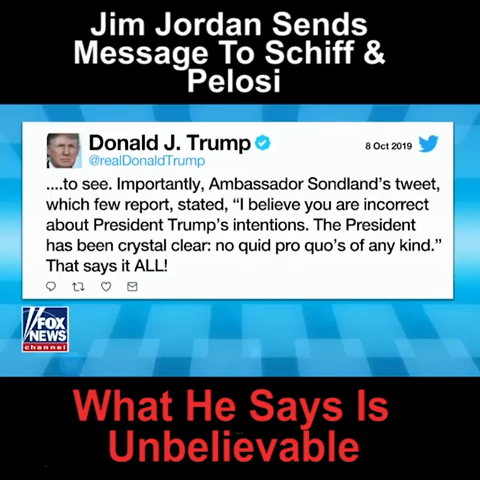 Jim Jordan Sends
Message To Schiff &
Pelosi
Donald J. Trump
8 Oct 2019
@realDonaldTrump
....to see. Importantly, Ambassador Sondland's tweet,
which few report, stated, “I believe you are incorrect
about President Trump's intentions. The President
has been crystal clear: no quid pro quo's of any kind.”
That says it ALL!
FOX
NEWS
channel
What He Says Is
Unbelievable